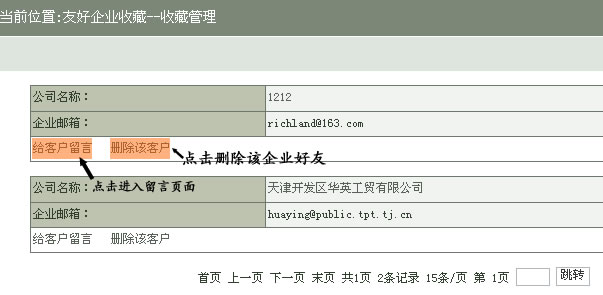 当前位置:友好企业收藏--收藏管理
公司名称： 1212
企业邮箱： richland@163.com
给客户留言 删除该客户
点击删除该企业好友
点击进入留言页面
公司名称： 天津开发区华英工贸有限公司
企业邮箱： huaying@public.tpt.tj.cn
给客户留言 删除该客户
首页 上一页 下一页 末页 共1页 2条记录 15条/页 第 1页 跳转